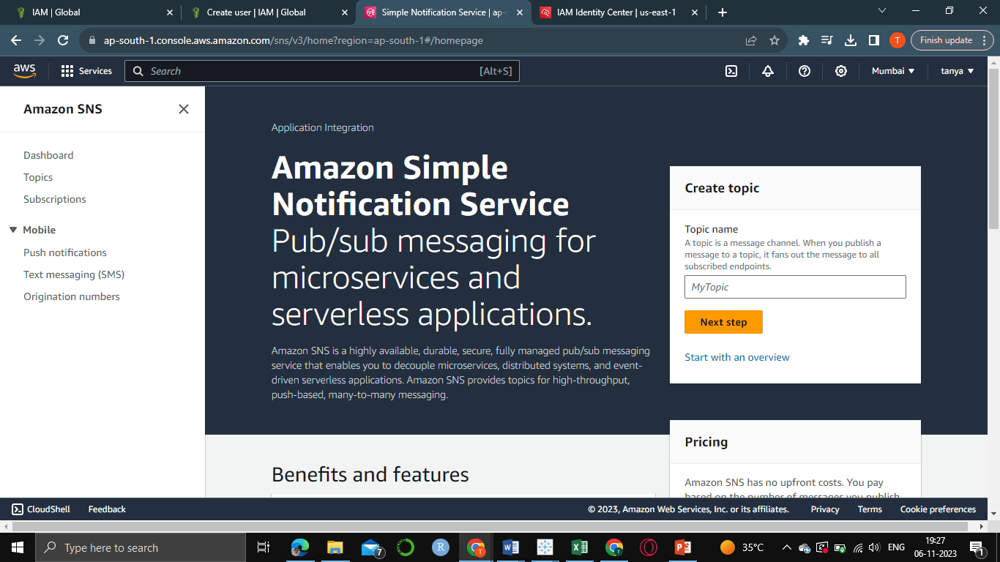 IAM | Global
Create user | IAM | Global
Simple Notification Service | ap-
IAM Identity Center | us-east-1
ap-south-1.console.aws.amazon.com/sns/v3/home?region=ap-south-1#/homepage
T
Finish update
aws
Services
Search
[Alt+S]
Mumbai
tanya
Amazon SNS
Dashboard
Topics
Subscriptions
Mobile
Push notifications
Text messaging (SMS)
Origination numbers
Application Integration
Amazon Simple
Notification Service
Pub/sub messaging for
microservices and
serverless applications.
Amazon SNS is a highly available, durable, secure, fully managed pub/sub messaging
service that enables you to decouple microservices, distributed systems, and event-
driven serverless applications. Amazon SNS provides topics for high-throughput,
push-based, many-to-many messaging.
Create topic
Topic name
A topic is a message channel. When you publish a
message to a topic, it fans out the message to all
subscribed endpoints.
MyTopic
Next step
Start with an overview
Pricing
Amazon SNS has no upfront costs. You pay
based on the number of messages you publish
Benefits and features
CloudShell
Feedback
© 2023, Amazon Web Services, Inc. or its affiliates.
Privacy
Terms
Cookie preferences
Type here to search
7
R
T
35°C
ENG
19:27
06-11-2023
1